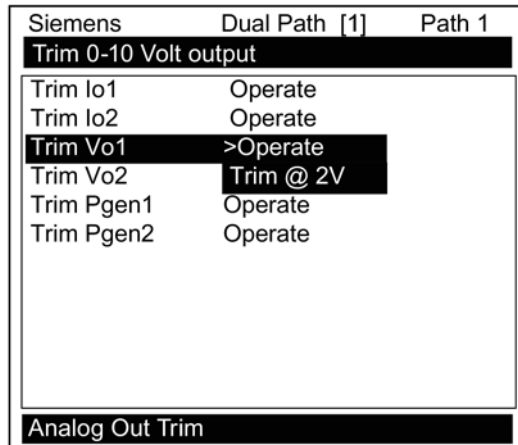 Siemens Dual Path [1] Path 1
Trim 0-10 Volt output
Trim Io1 Operate
Trim Io2 Operate
Trim Vo1 >Operate
Trim Vo2 Trim @ 2V
Trim Pgen1 Operate
Trim Pgen2 Operate
Analog Out Trim